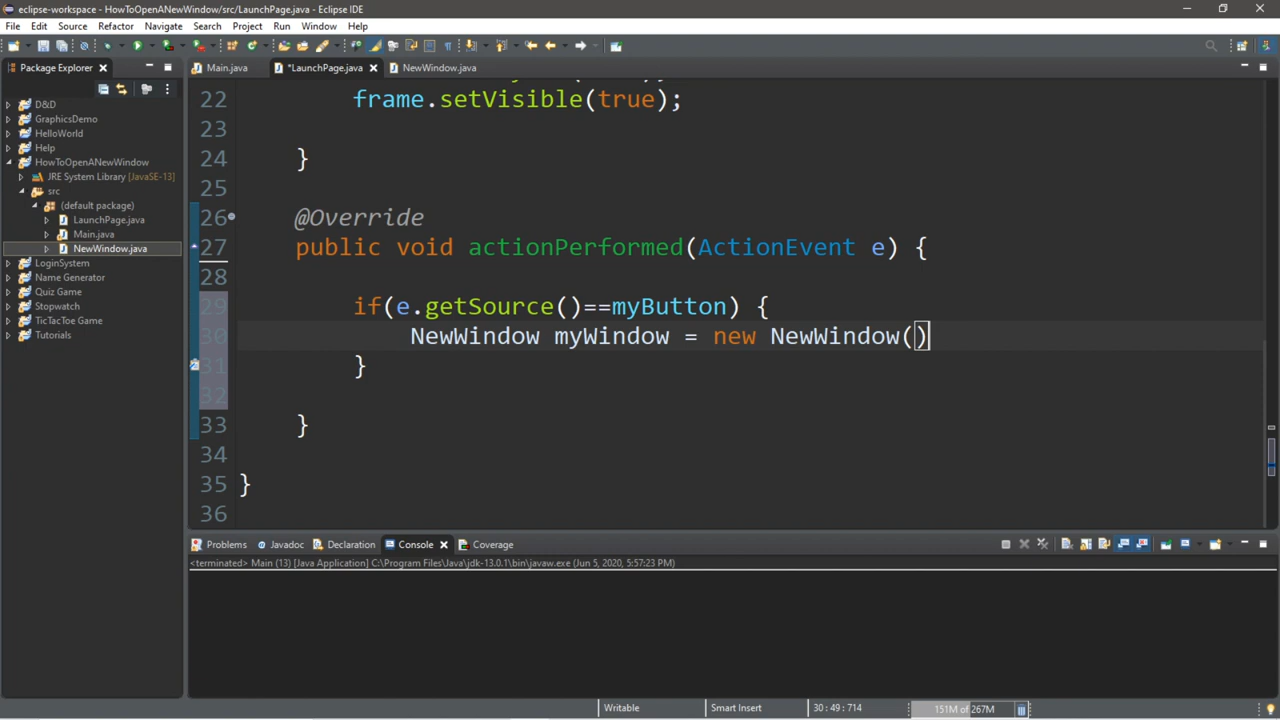 eclipse-workspace - HowToOpenANewWindow/src/LaunchPage.java - Eclipse IDE
File Edit Source Refactor Navigate Search Project Run Window Help
Package Explorer
Main.java *LaunchPage.java NewWindow.java
D&D
GraphicsDemo
HelloWorld
Help
HowToOpenANewWindow
JRE System Library [JavaSE-13]
src
(default package)
LaunchPage.java
Main.java
NewWindow.java
LoginSystem
Name Generator
Quiz Game
Stopwatch
TicTacToe Game
Tutorials
22 frame.setVisible(true);
23
24 }
25
26 @Override
27 public void actionPerformed(ActionEvent e) {
28
29 if(e.getSource()==myButton) {
30 NewWindow myWindow = new NewWindow()
31 }
32
33 }
34
35 }
36
Problems Javadoc Declaration Console Coverage
<terminated> Main (13) [Java Application] C:\Program Files\Java\jdk-13.0.1\bin\javaw.exe (Jun 5, 2020, 5:57:23 PM)
Writable Smart Insert 30 : 49 : 714 151M of 267M